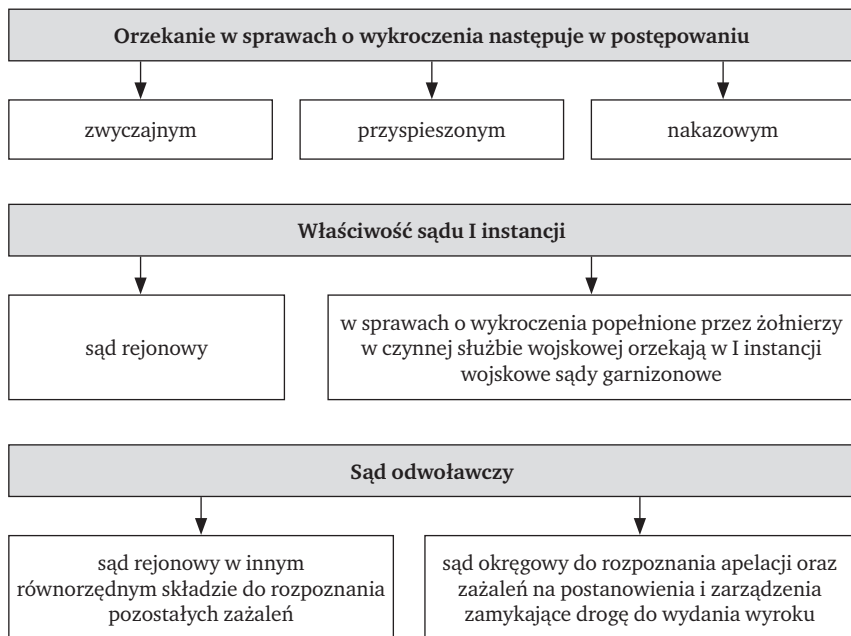 Orzekanie w sprawach o wykroczenia następuje w postępowaniu
zwyczajnym
przyspieszonym
nakazowym
Właściwość sądu I instancji
sąd rejonowy
w sprawach o wykroczenia popełnione przez żołnierzy
w czynnej służbie wojskowej orzekają w I instancji
wojskowe sądy garnizonowe
Sąd odwoławczy
sąd rejonowy w innym
równorzędnym składzie do rozpoznania
pozostałych zażaleń
sąd okręgowy do rozpoznania apelacji oraz
zażaleń na postanowienia i zarządzenia
zamykające drogę do wydania wyroku